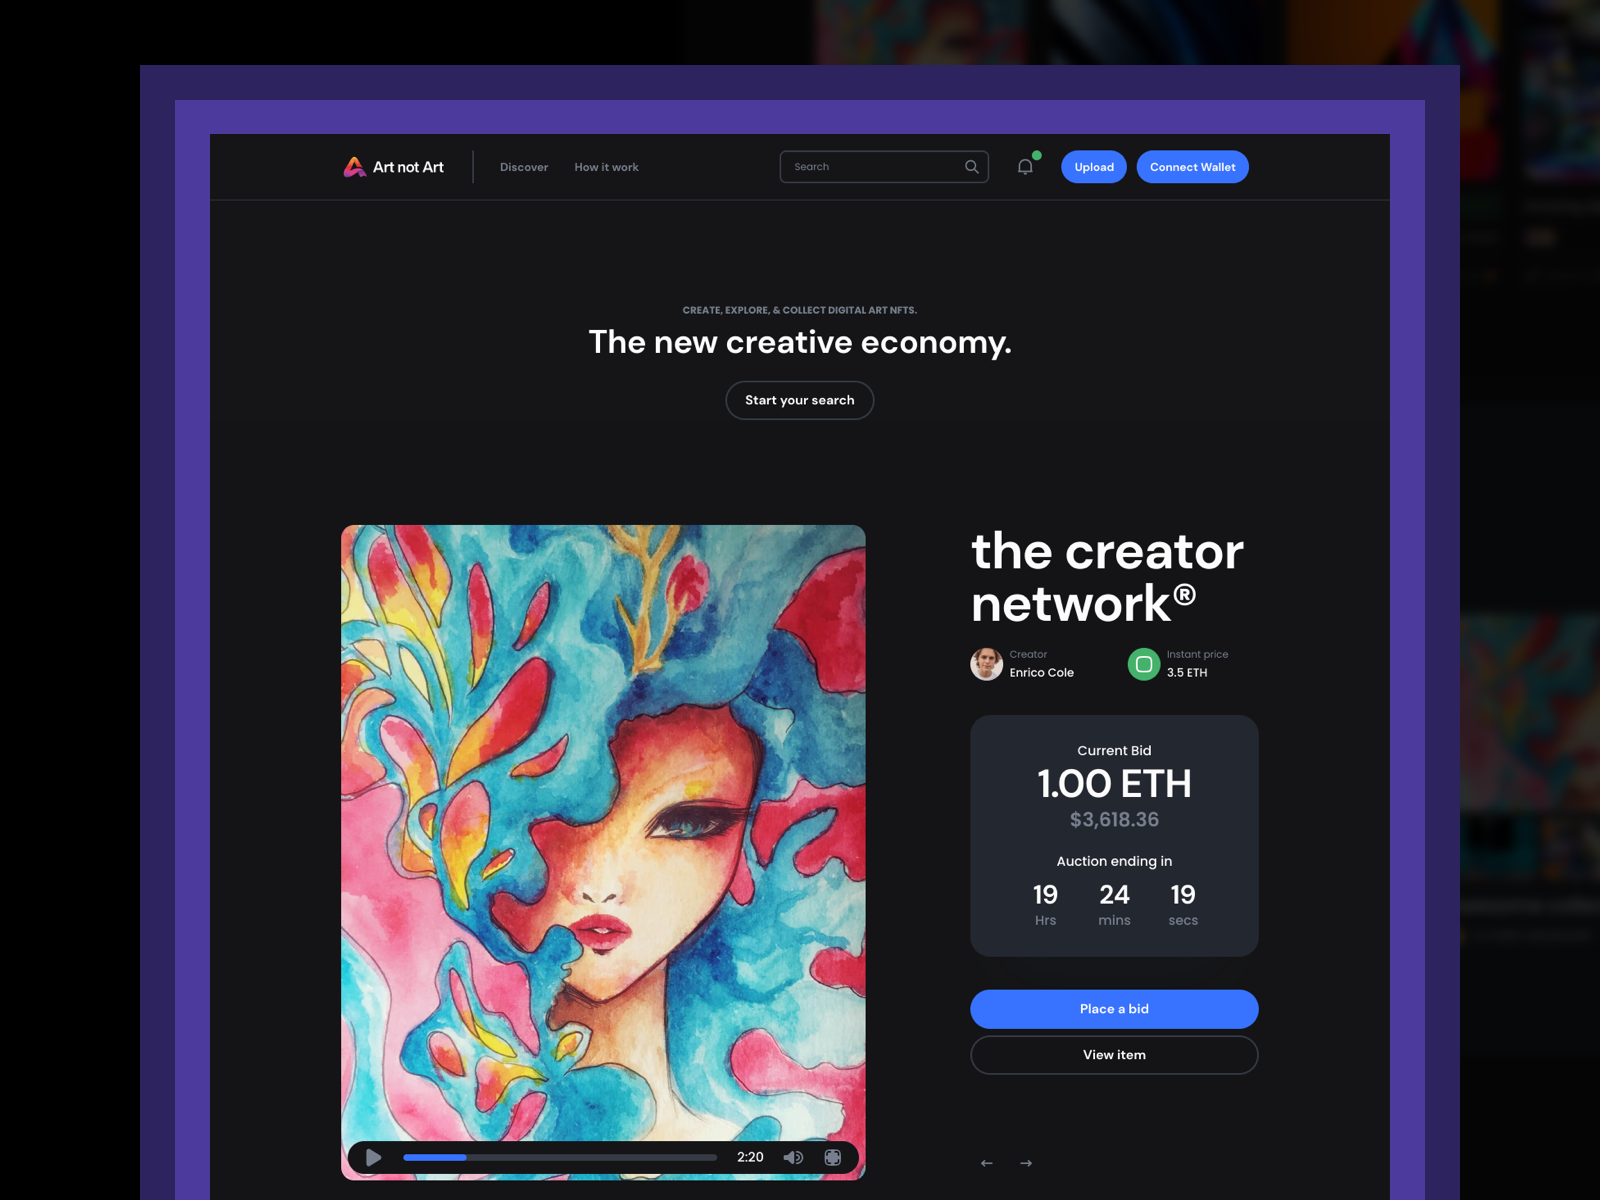 Art not Art
Discover
How it work
Search
Upload
Connect Wallet
CREATE, EXPLORE, & COLLECT DIGITAL ART NFTS.
The new creative economy.
Start your search
the creator
network®
Creator
Enrico Cole
Instant price
3.5 ETH
Current Bid
1.00 ETH
$3,618.36
Auction ending in
19 24 19
Hrs mins secs
Place a bid
View item
2:20